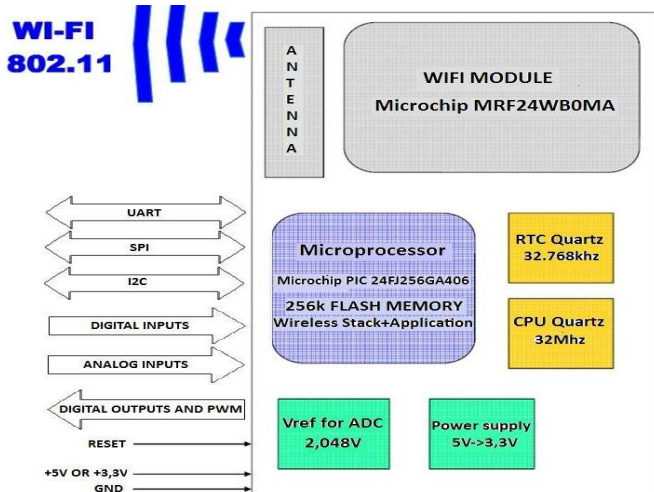 WI-FI
802.11
A
N
T
E
N
N
A
WIFI MODULE
Microchip MRF24WB0MA
UART
SPI
I2C
DIGITAL INPUTS
ANALOG INPUTS
DIGITAL OUTPUTS AND PWM
RESET
+5V OR +3,3V
GND
Microprocessor
Microchip PIC 24FJ256GA406
256k FLASH MEMORY
Wireless Stack+Application
RTC Quartz
32.768khz
CPU Quartz
32Mhz
Vref for ADC
2,048V
Power supply
5V->3,3V